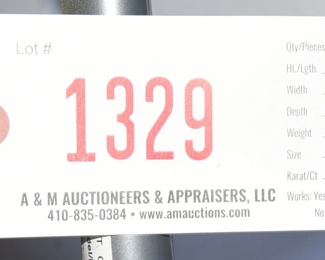 Lot #
1329
A & M AUCTIONEERS & APPRAISERS, LLC
410-835-0384 • www.amauctions.com
Qty/Pieces
Ht./Lgth.
Width
Depth
Weight
Size
Karat/Ct
Works: Yes
No